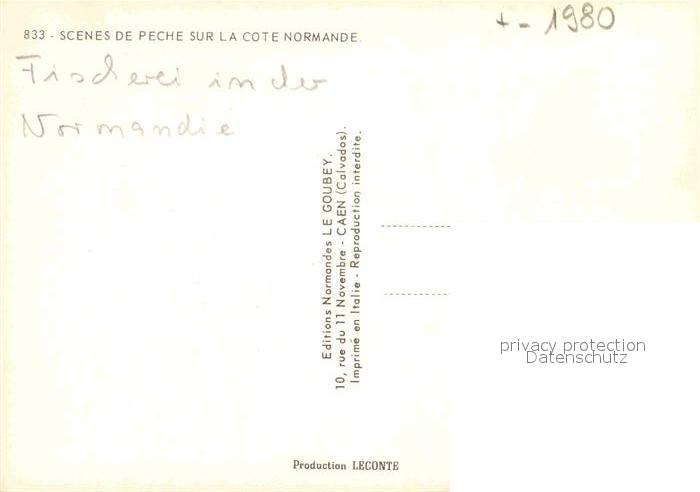 +- 1980
833 - SCENES DE PECHE SUR LA COTE NORMANDE.
Fischerei in der
Normandie
Editions Normandes LE GOUBEY.
10, rue du 11 Novembre - CAEN (Calvados).
Imprimé en Italie - Reproduction interdite.
privacy protection
Datenschutz
Production LECONTE